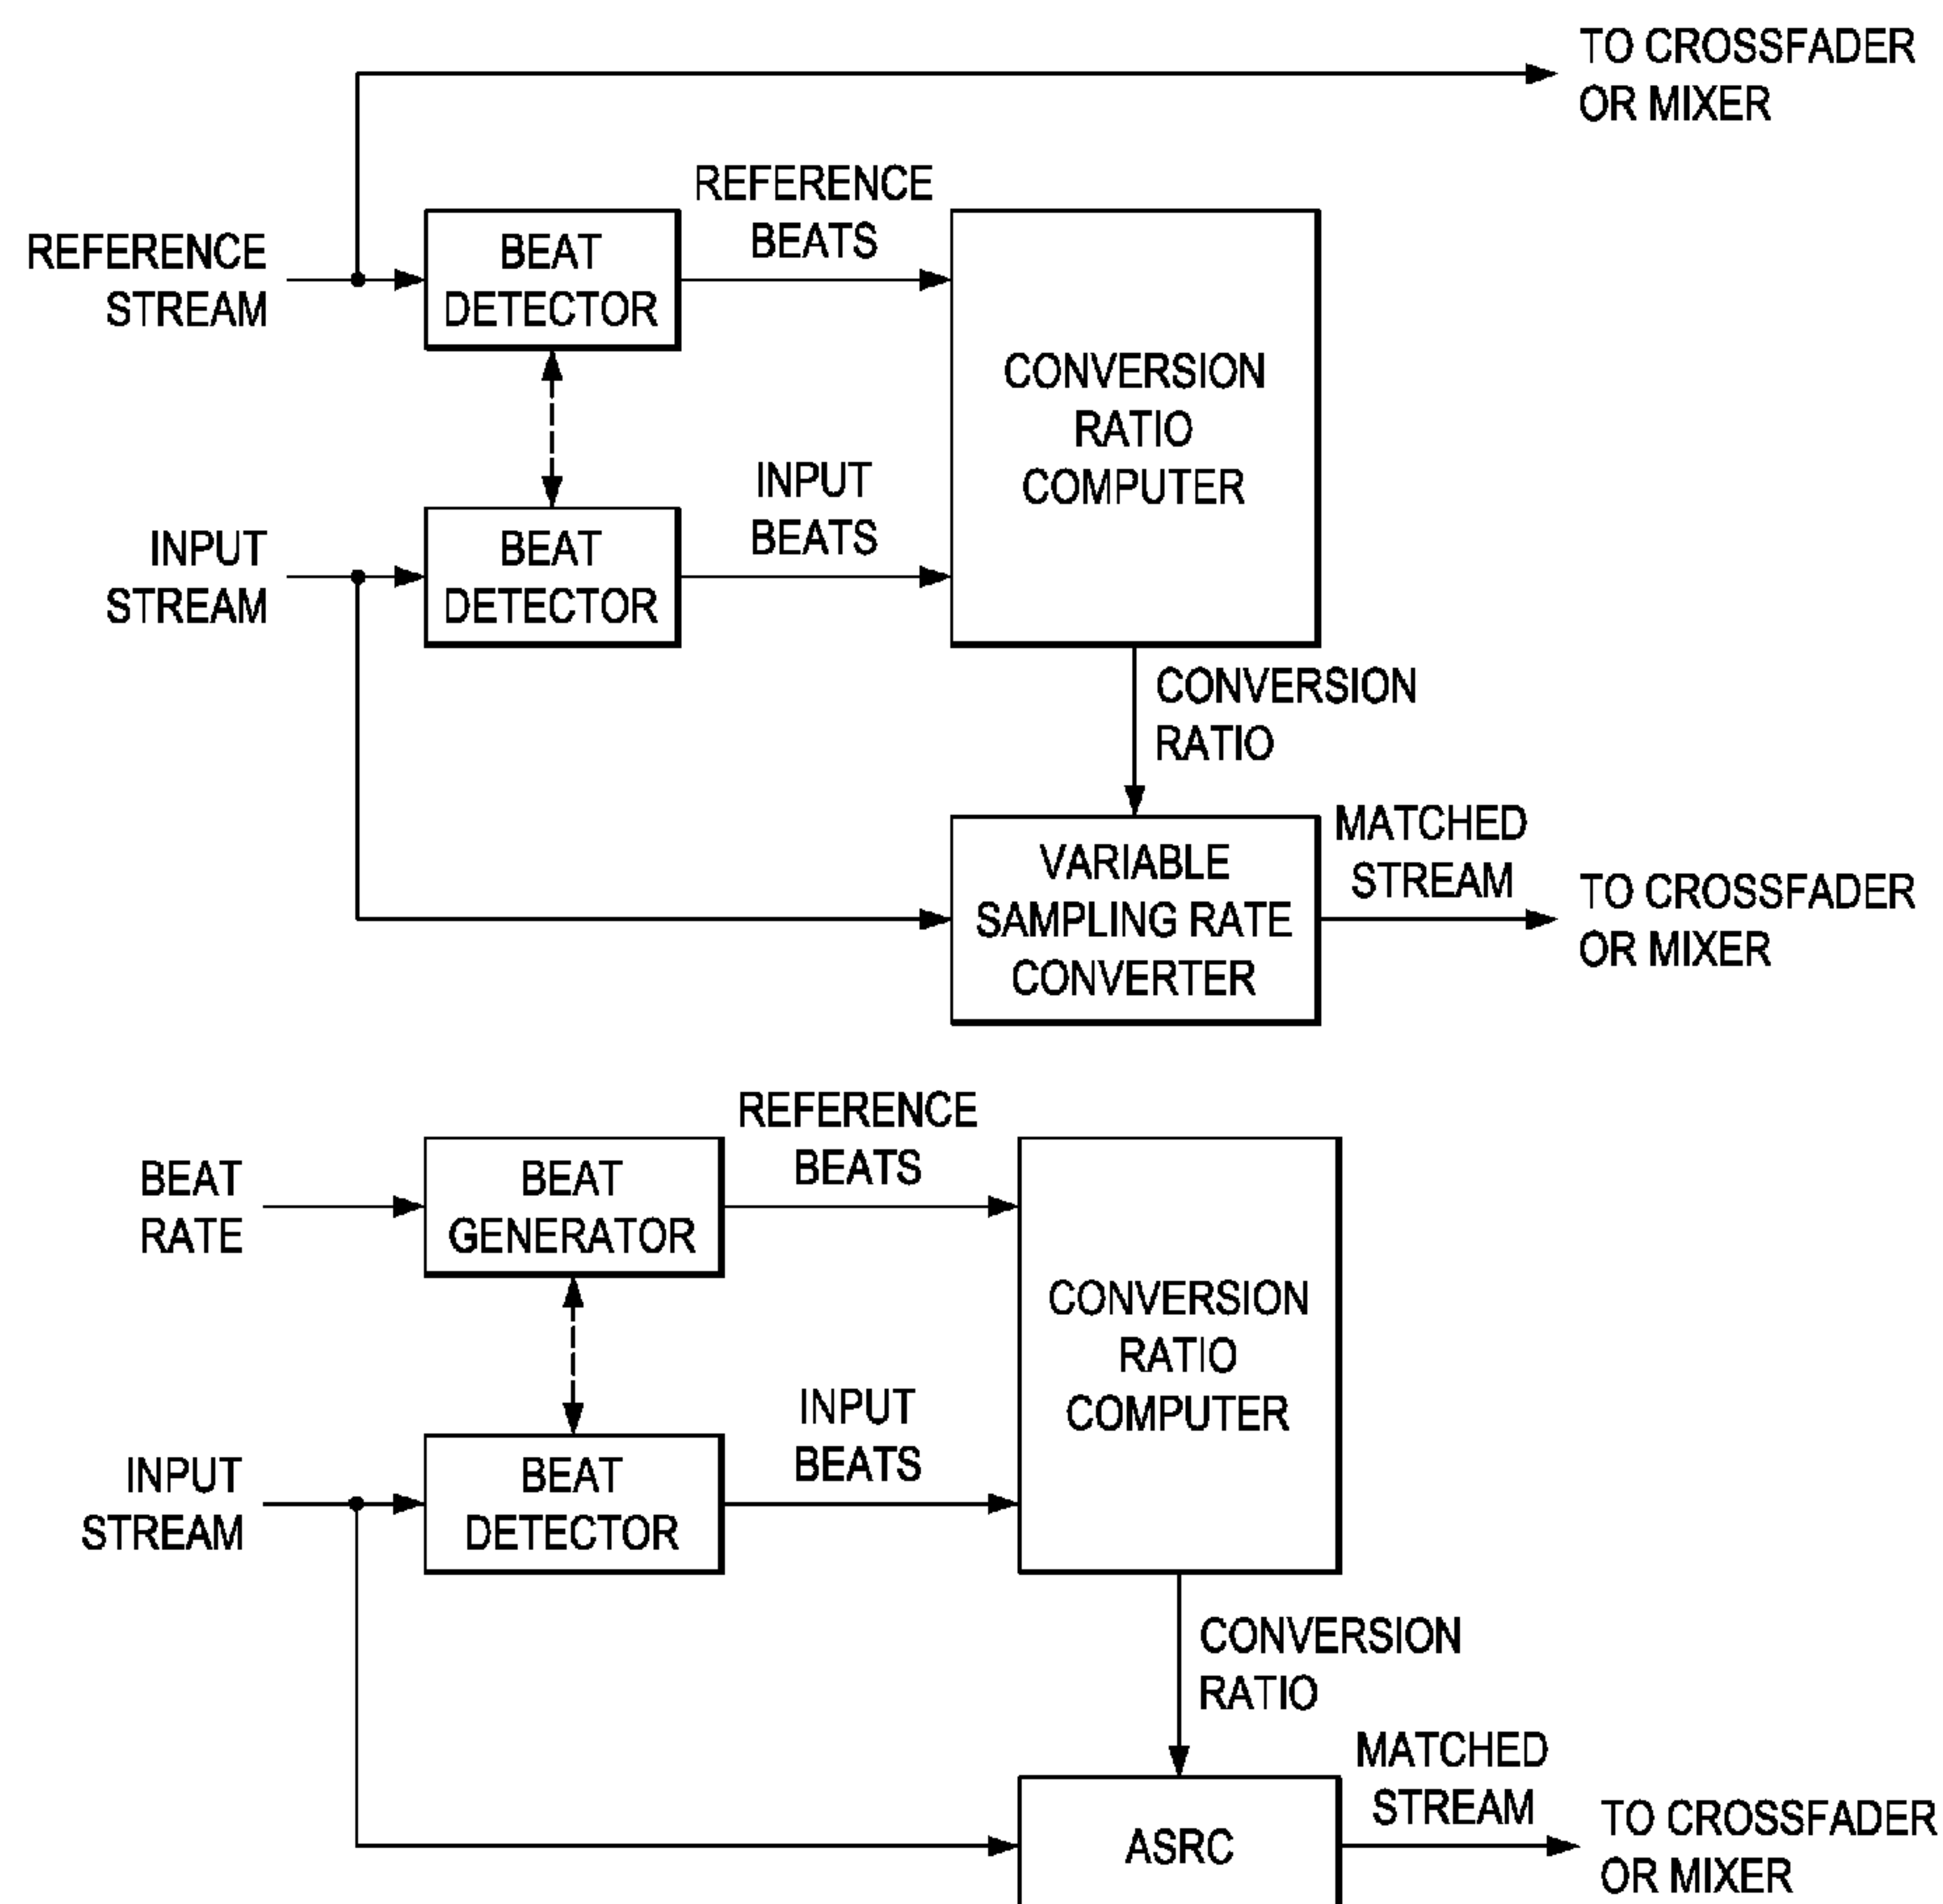 TO CROSSFADER
OR MIXER
REFERENCE
BEATS
REFERENCE
STREAM
BEAT
DETECTOR
CONVERSION
RATIO
COMPUTER
INPUT
BEATS
INPUT
STREAM
BEAT
DETECTOR
CONVERSION
RATIO
MATCHED
STREAM
VARIABLE
SAMPLING RATE
CONVERTER
TO CROSSFADER
OR MIXER
REFERENCE
BEATS
BEAT
RATE
BEAT
GENERATOR
CONVERSION
RATIO
COMPUTER
INPUT
BEATS
INPUT
STREAM
BEAT
DETECTOR
CONVERSION
RATIO
MATCHED
STREAM
ASRC
TO CROSSFADER
OR MIXER